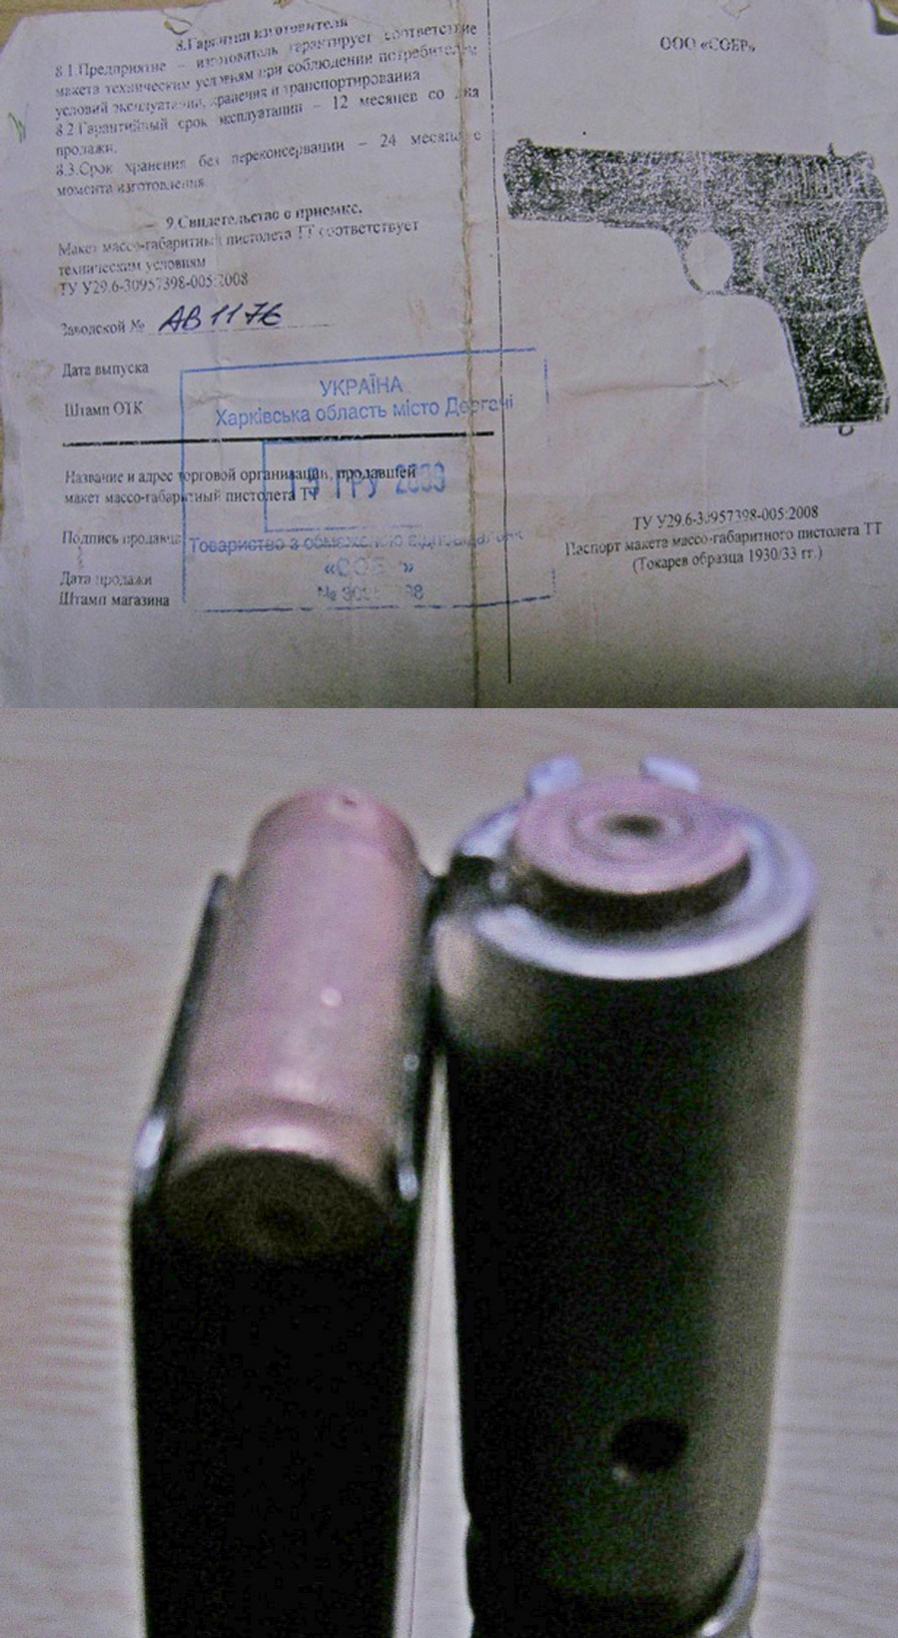 8.Гарантии изготовителя
8.1.Предприятие – изготовитель гарантирует соответствие
макета техническим условиям при соблюдении потребителем
условий эксплуатации, хранения и транспортирования
8.2.Гарантийный срок эксплуатации – 12 месяцев со дня
продажи.
8.3.Срок хранения без переконсервации – 24 месяца с
момента изготовления
9.Свидетельство о приемке.
Макет массо-габаритный пистолета ТТ соответствует
техническим условиям
ТУ У29.6-30957398-005:2008
Заводской № АВ 1176
Дата выпуска
Штамп ОТК
УКРАЇНА
Харківська область місто Дергачі
Название и адрес торговой организации, продавшей
макет массо-габаритный пистолета ТТ
ГРУ
Подпись продавца
Товариство з обмеженою відповідальністю
Дата продажи
Штамп магазина
ООО «СОБР»
ТУ У29.6-30957398-005:2008
Паспорт макета массо-габаритного пистолета ТТ
(Токарев образца 1930/33 гг.)